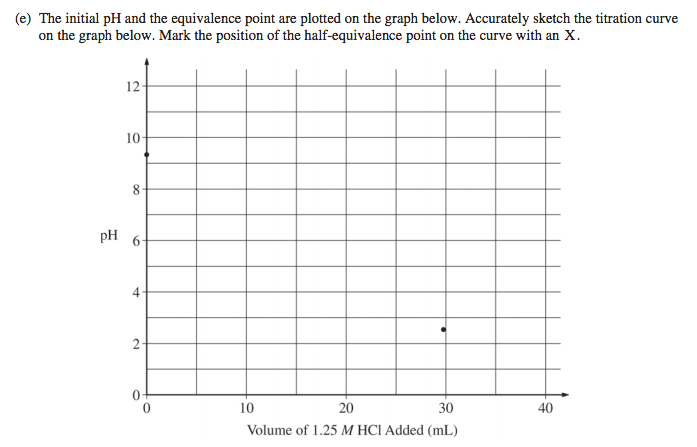 (e) The initial pH and the equivalence point are plotted on the graph below. Accurately sketch the titration curve
on the graph below. Mark the position of the half-equivalence point on the curve with an X.
12
10
8
pH 6
4
2
0
0 10 20 30 40
Volume of 1.25 M HCl Added (mL)